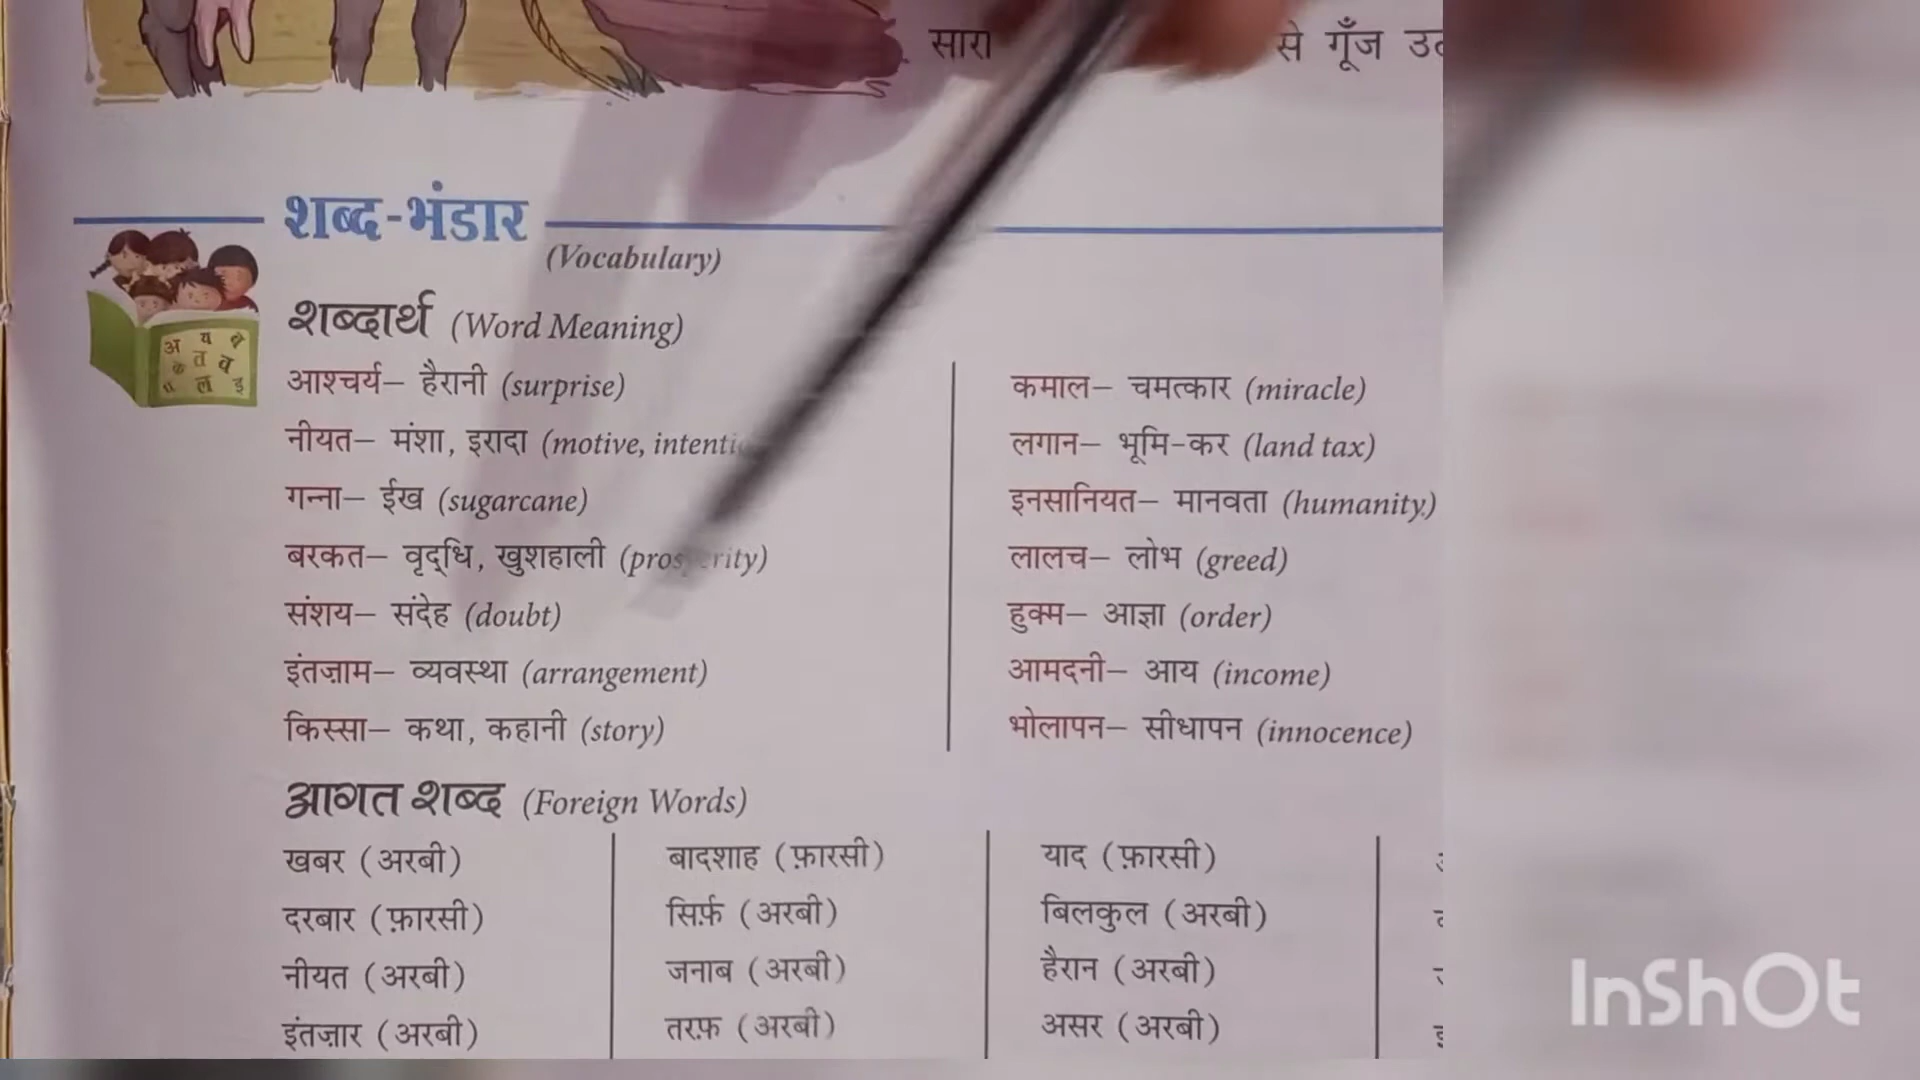 सारा से गूँज
शब्द-भंडार
(Vocabulary)
शब्दार्थ (Word Meaning)
आश्चर्य– हैरानी (surprise)
नीयत– मंशा, इरादा (motive,
गन्ना– ईख (sugarcane)
बरकत– वृद्धि, खुशहाली (prosperity)
संशय– संदेह (doubt)
इंतज़ाम– व्यवस्था (arrangement)
किस्सा– कथा, कहानी (story)
कमाल– चमत्कार (miracle)
लगान– भूमि-कर (land tax)
इनसानियत– मानवता (humanity)
लालच– लोभ (greed)
हुक्म– आज्ञा (order)
आमदनी– आय (income)
भोलापन– सीधापन (innocence)
आगत शब्द (Foreign Words)
खबर (अरबी) बादशाह (फ़ारसी) याद (फ़ारसी)
दरबार (फ़ारसी) सिर्फ़ (अरबी) बिलकुल (अरबी)
नीयत (अरबी) जनाब (अरबी) हैरान (अरबी)
इंतज़ार (अरबी) तरफ़ (अरबी) असर (अरबी)
अ य वे
के त व
ल इ
InShOt